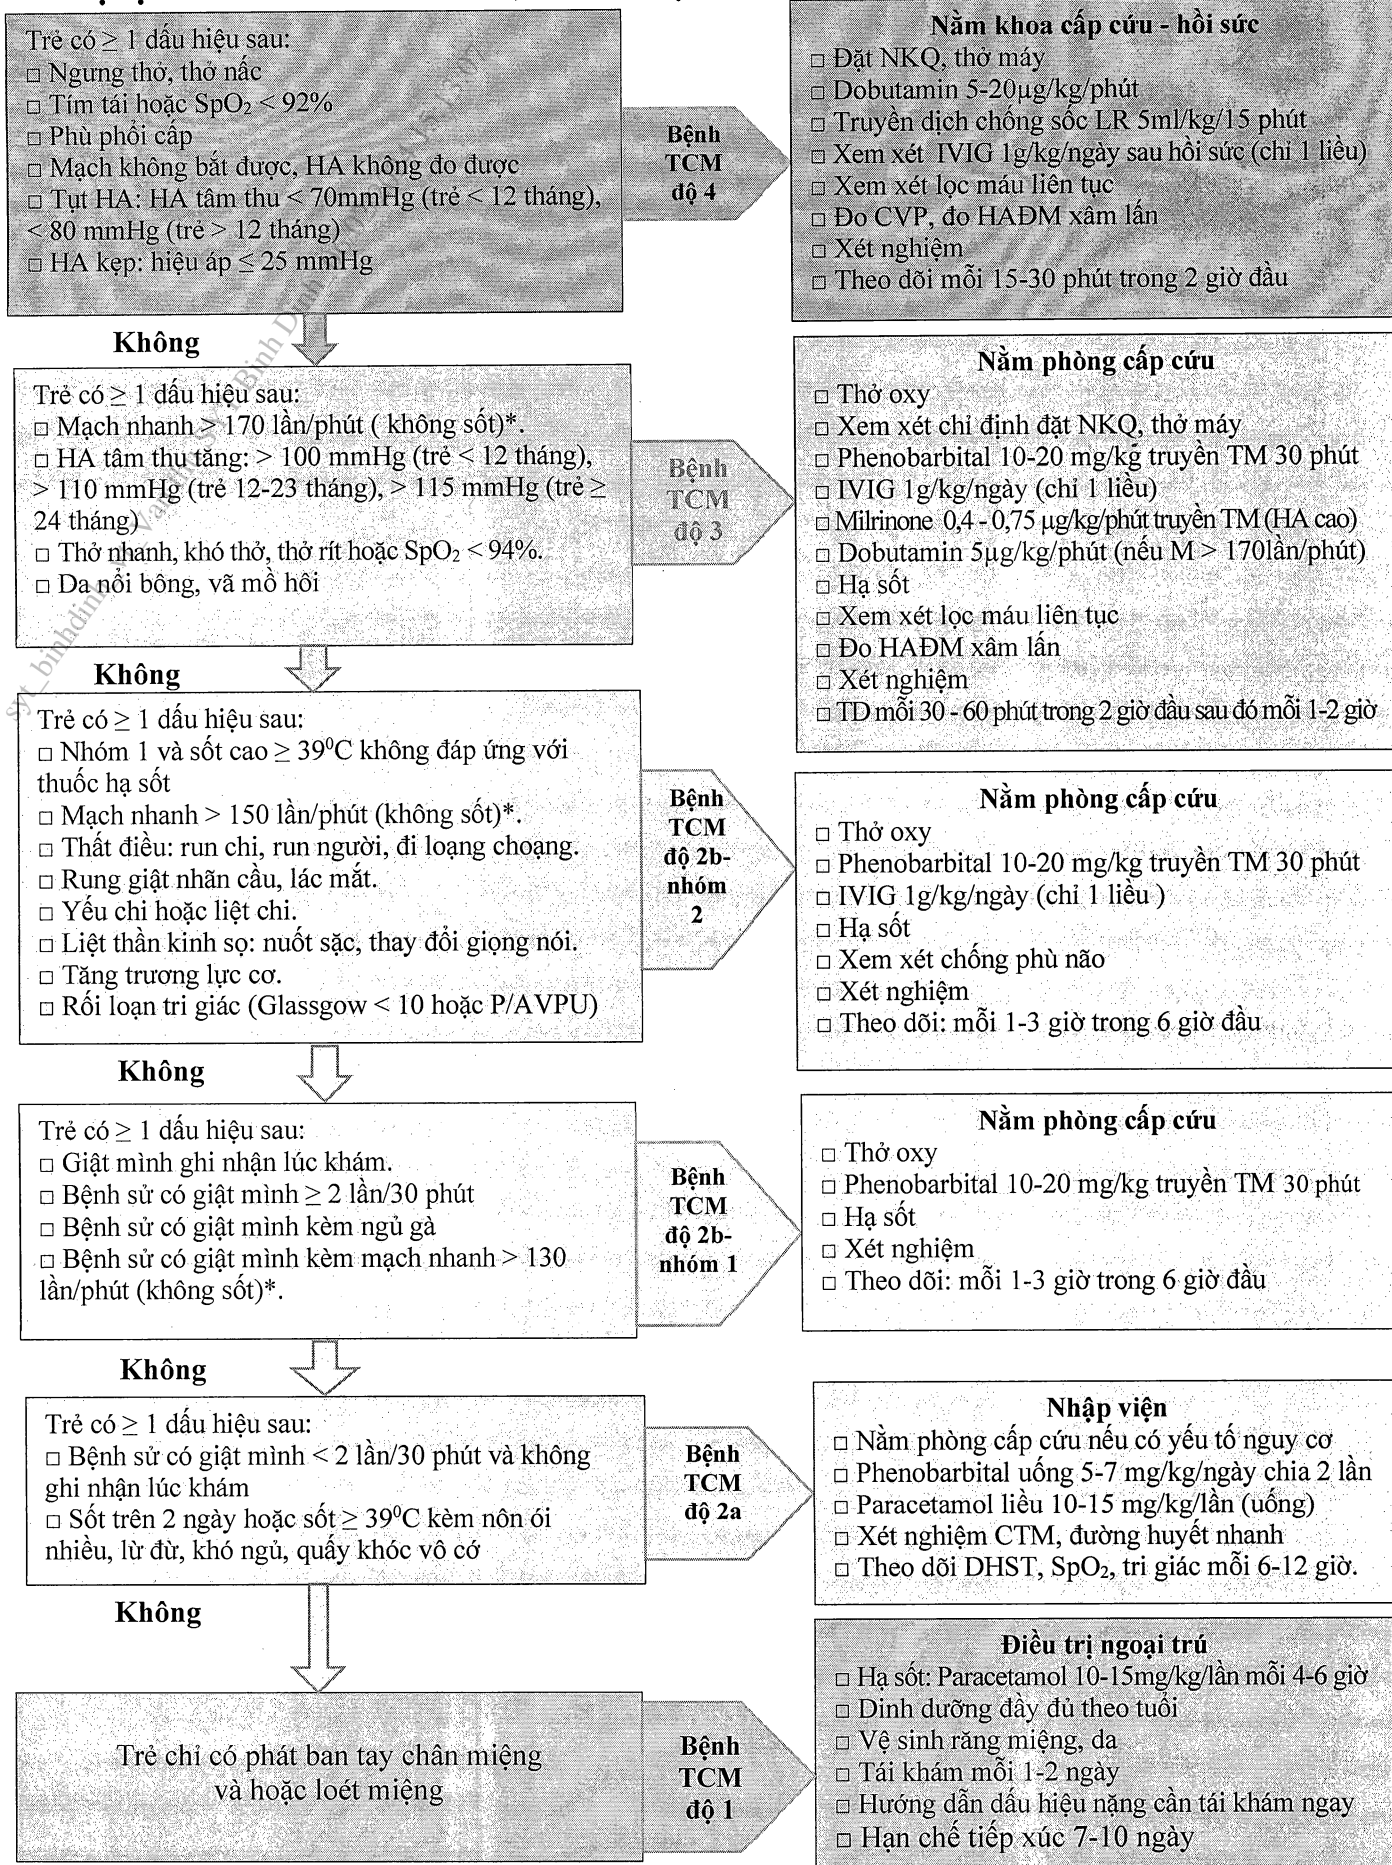 Trẻ có ≥ 1 dấu hiệu sau:
□ Ngưng thở, thở nấc
□ Tím tái hoặc SpO₂ < 92%
□ Phù phổi cấp
□ Mạch không bắt được, HA không đo được
□ Tụt HA: HA tâm thu < 70mmHg (trẻ < 12 tháng),
< 80 mmHg (trẻ > 12 tháng)
□ HA kẹp: hiệu áp ≤ 25 mmHg
Bệnh
TCM
độ 4
Nằm khoa cấp cứu - hồi sức
□ Đặt NKQ, thở máy
□ Dobutamin 5-20µg/kg/phút
□ Truyền dịch chống sốc LR 5ml/kg/15 phút
□ Xem xét IVIG 1g/kg/ngày sau hồi sức (chỉ 1 liều)
□ Xem xét lọc máu liên tục
□ Đo CVP, đo HAĐM xâm lấn
□ Xét nghiệm
□ Theo dõi mỗi 15-30 phút trong 2 giờ đầu
Không
Trẻ có ≥ 1 dấu hiệu sau:
□ Mạch nhanh > 170 lần/phút ( không sốt)*.
□ HA tâm thu tăng: > 100 mmHg (trẻ < 12 tháng),
> 110 mmHg (trẻ 12-23 tháng), > 115 mmHg (trẻ ≥
24 tháng)
□ Thở nhanh, khó thở, thở rít hoặc SpO₂ < 94%.
□ Da nổi bông, vã mồ hôi
Bệnh
TCM
độ 3
Nằm phòng cấp cứu
□ Thở oxy
□ Xem xét chỉ định đặt NKQ, thở máy
□ Phenobarbital 10-20 mg/kg truyền TM 30 phút
□ IVIG 1g/kg/ngày (chỉ 1 liều)
□ Milrinone 0,4 - 0,75 µg/kg/phút truyền TM (HA cao)
□ Dobutamin 5µg/kg/phút (nếu M > 170lần/phút)
□ Hạ sốt
□ Xem xét lọc máu liên tục
□ Đo HAĐM xâm lấn
□ Xét nghiệm
□ TD mỗi 30 - 60 phút trong 2 giờ đầu sau đó mỗi 1-2 giờ
Không
Trẻ có ≥ 1 dấu hiệu sau:
□ Nhóm 1 và sốt cao ≥ 39⁰C không đáp ứng với
thuốc hạ sốt
□ Mạch nhanh > 150 lần/phút (không sốt)*.
□ Thất điều: run chi, run người, đi loạng choạng.
□ Rung giật nhãn cầu, lác mắt.
□ Yếu chi hoặc liệt chi.
□ Liệt thần kinh sọ: nuốt sặc, thay đổi giọng nói.
□ Tăng trương lực cơ.
□ Rối loạn tri giác (Glassgow < 10 hoặc P/AVPU)
Bệnh
TCM
độ 2b-
nhóm
2
Nằm phòng cấp cứu
□ Thở oxy
□ Phenobarbital 10-20 mg/kg truyền TM 30 phút
□ IVIG 1g/kg/ngày (chỉ 1 liều )
□ Hạ sốt
□ Xem xét chống phù não
□ Xét nghiệm
□ Theo dõi: mỗi 1-3 giờ trong 6 giờ đầu
Không
Trẻ có ≥ 1 dấu hiệu sau:
□ Giật mình ghi nhận lúc khám.
□ Bệnh sử có giật mình ≥ 2 lần/30 phút
□ Bệnh sử có giật mình kèm ngủ gà
□ Bệnh sử có giật mình kèm mạch nhanh > 130
lần/phút (không sốt)*.
Bệnh
TCM
độ 2b-
nhóm 1
Nằm phòng cấp cứu
□ Thở oxy
□ Phenobarbital 10-20 mg/kg truyền TM 30 phút
□ Hạ sốt
□ Xét nghiệm
□ Theo dõi: mỗi 1-3 giờ trong 6 giờ đầu
Không
Trẻ có ≥ 1 dấu hiệu sau:
□ Bệnh sử có giật mình < 2 lần/30 phút và không
ghi nhận lúc khám
□ Sốt trên 2 ngày hoặc sốt ≥ 39⁰C kèm nôn ói
nhiều, lừ đừ, khó ngủ, quấy khóc vô cớ
Bệnh
TCM
độ 2a
Nhập viện
□ Nằm phòng cấp cứu nếu có yếu tố nguy cơ
□ Phenobarbital uống 5-7 mg/kg/ngày chia 2 lần
□ Paracetamol liều 10-15 mg/kg/lần (uống)
□ Xét nghiệm CTM, đường huyết nhanh
□ Theo dõi DHST, SpO₂, tri giác mỗi 6-12 giờ.
Không
Trẻ chỉ có phát ban tay chân miệng
và hoặc loét miệng
Bệnh
TCM
độ 1
Điều trị ngoại trú
□ Hạ sốt: Paracetamol 10-15mg/kg/lần mỗi 4-6 giờ
□ Dinh dưỡng đầy đủ theo tuổi
□ Vệ sinh răng miệng, da
□ Tái khám mỗi 1-2 ngày
□ Hướng dẫn dấu hiệu nặng cần tái khám ngay
□ Hạn chế tiếp xúc 7-10 ngày
syt_binhdinh